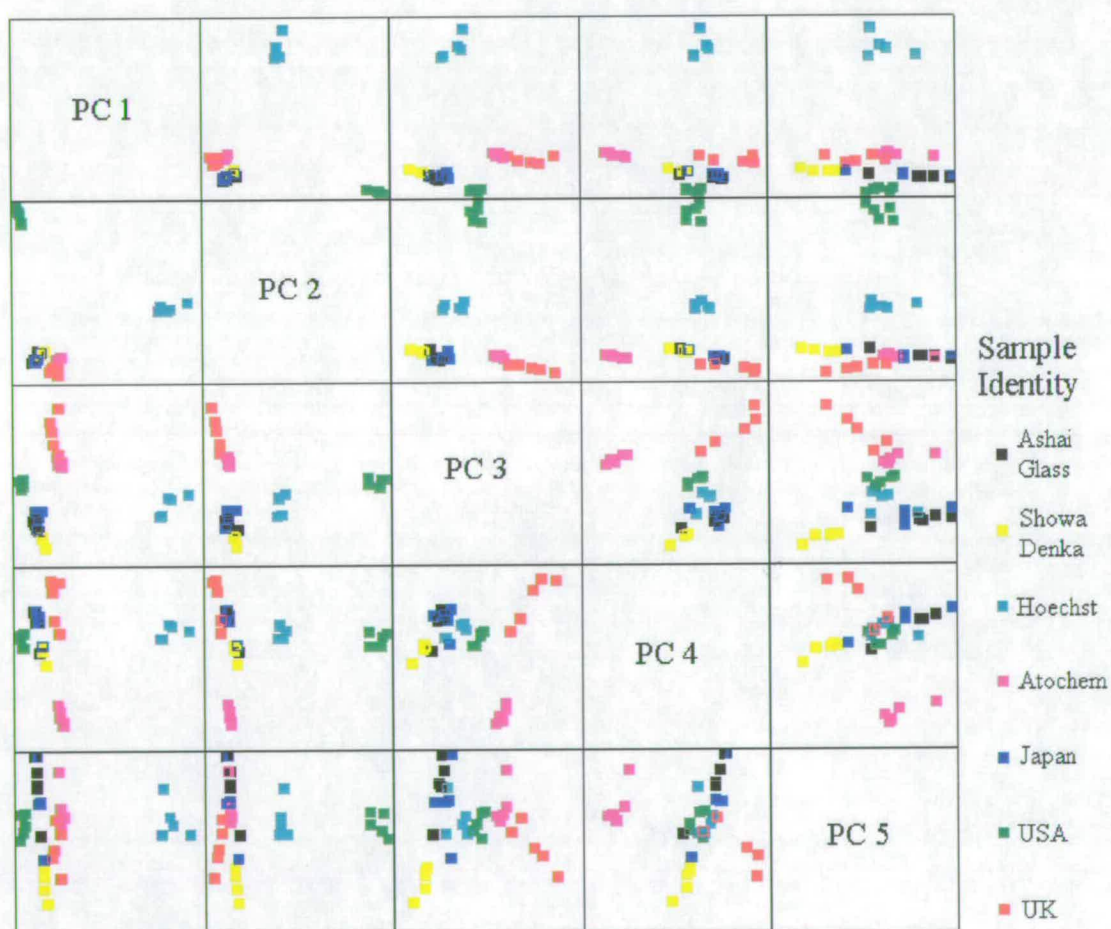 PC 1
PC 2
PC 3
PC 4
PC 5
Sample
Identity
Ashai
Glass
Showa
Denka
Hoechst
Atochem
Japan
USA
UK